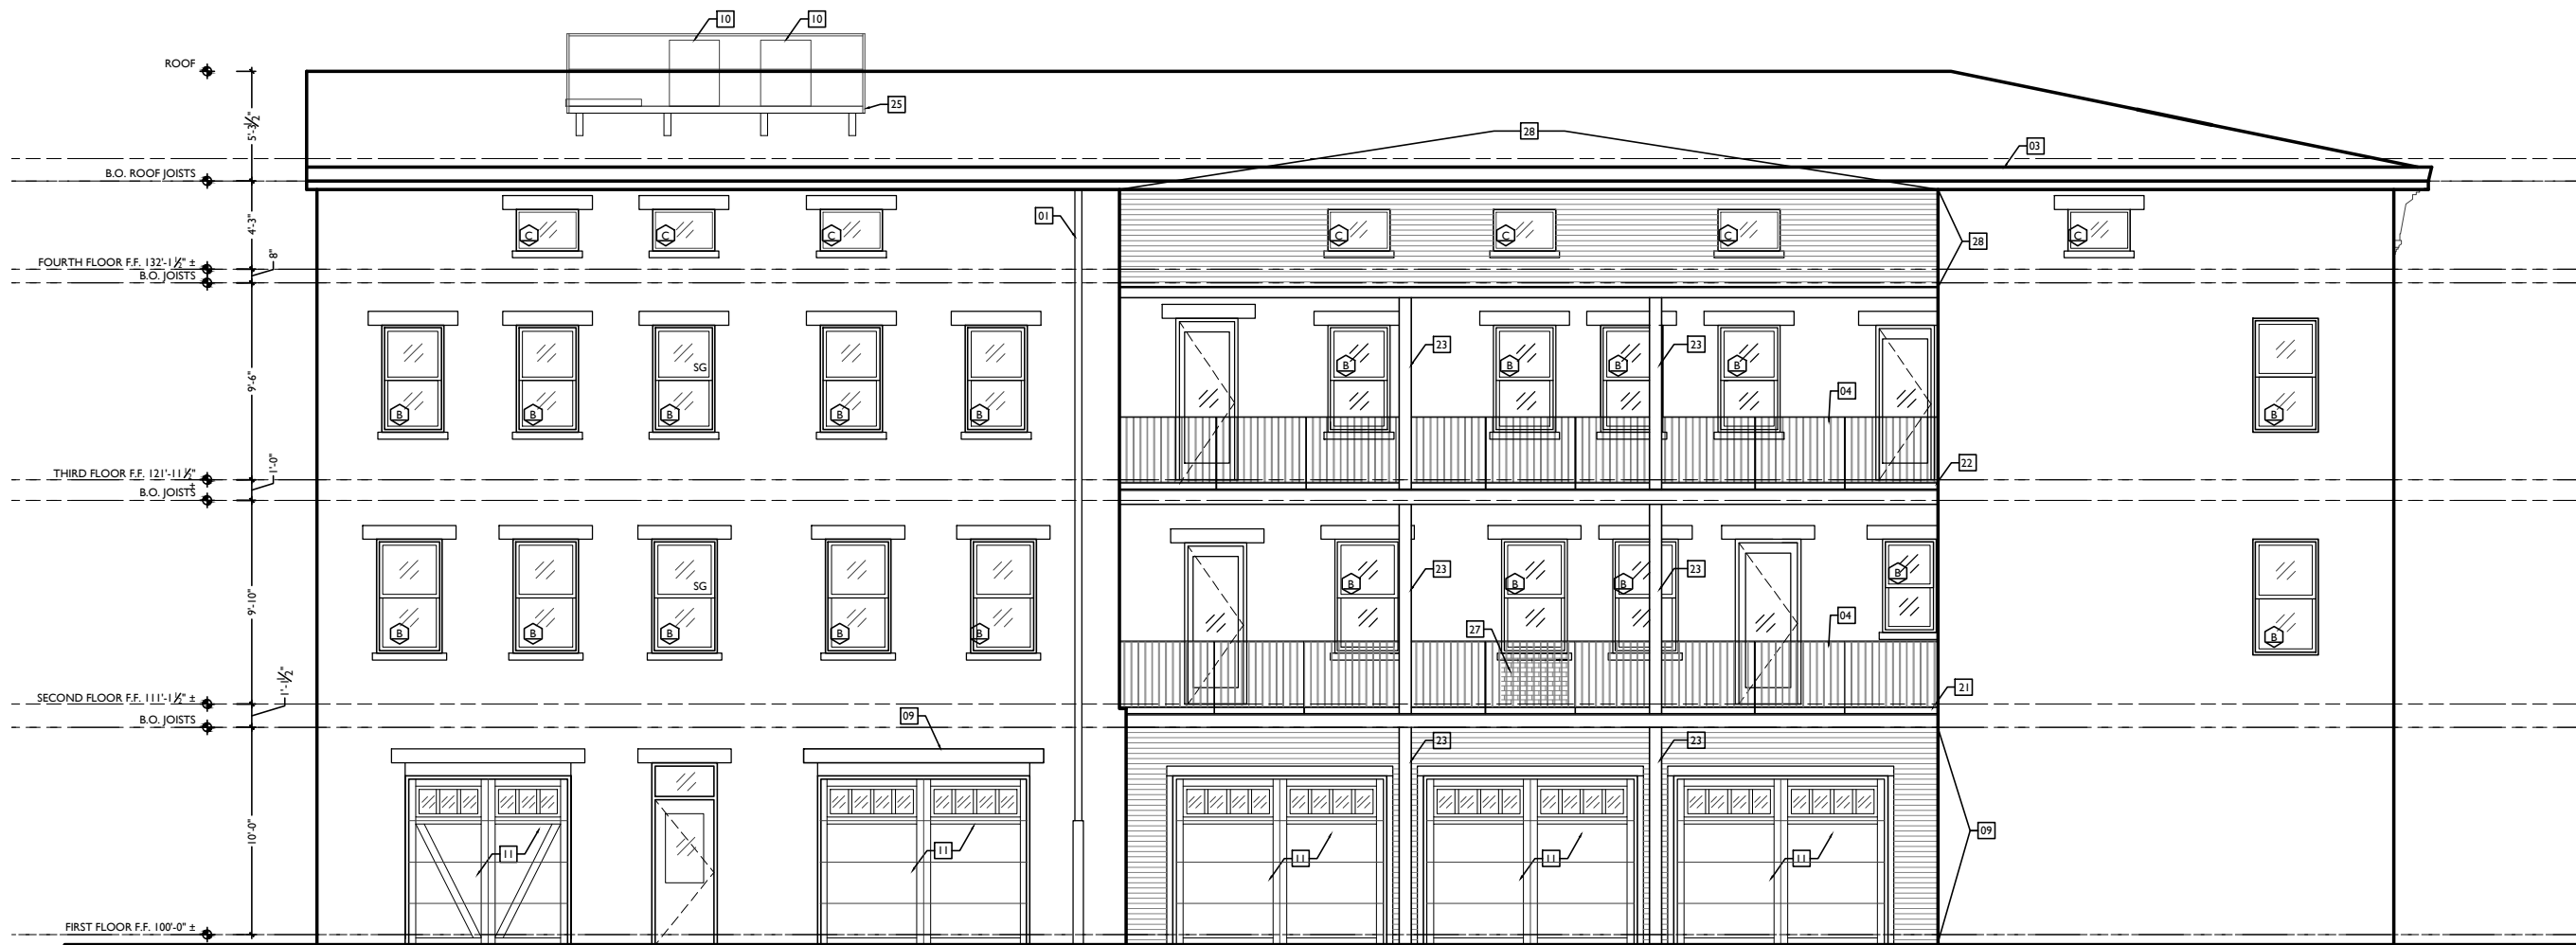 10
10
ROOF
25
5'-3½"
28
03
B.O. ROOF JOISTS
01
4'-3"
C
C
C
C
C
C
C
28
8"
FOURTH FLOOR F.F. 132'-1½" ±
B.O. JOISTS
23
23
SG
B
B
B
B
9'-6"
04
B
B
B
B
B
B
1'-0"
22
THIRD FLOOR F.F. 121'-11½"
±
B.O. JOISTS
23
23
SG
B
B
B
B
9'-10"
04
27
B
B
B
B
B
B
1'-1½"
21
SECOND FLOOR F.F. 111'-1½" ±
09
B.O. JOISTS
23
23
10'-0"
09
11
11
11
11
11
FIRST FLOOR F.F. 100'-0" ±